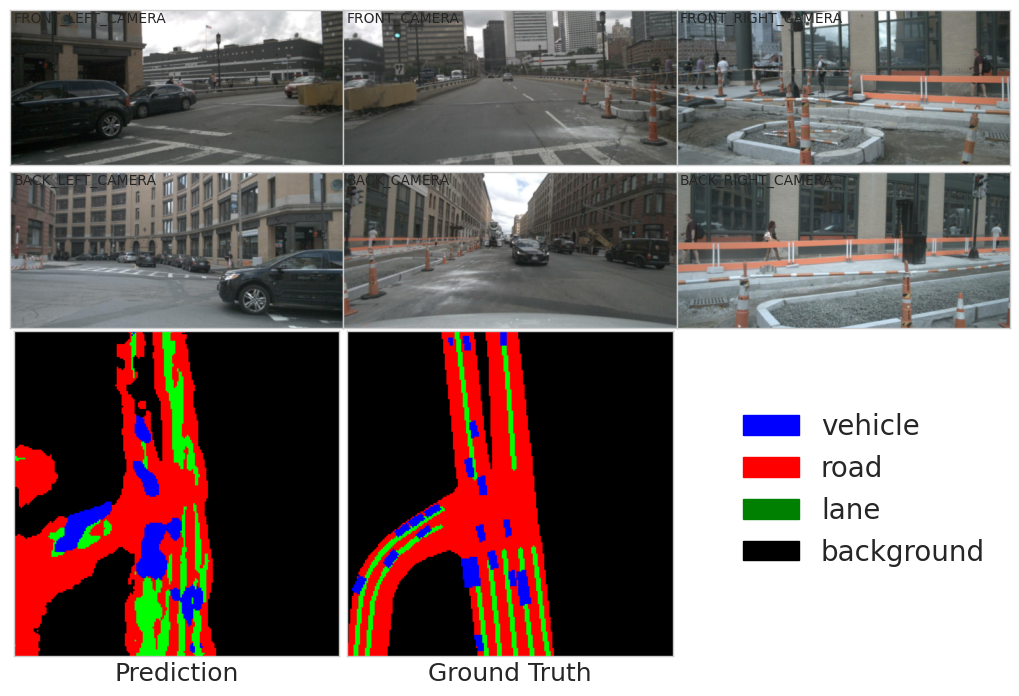 FRONT_LEFT_CAMERA
FRONT_CAMERA
FRONT_RIGHT_CAMERA
BACK_LEFT_CAMERA
BACK_CAMERA
BACK_RIGHT_CAMERA
vehicle
road
lane
background
Prediction
Ground Truth